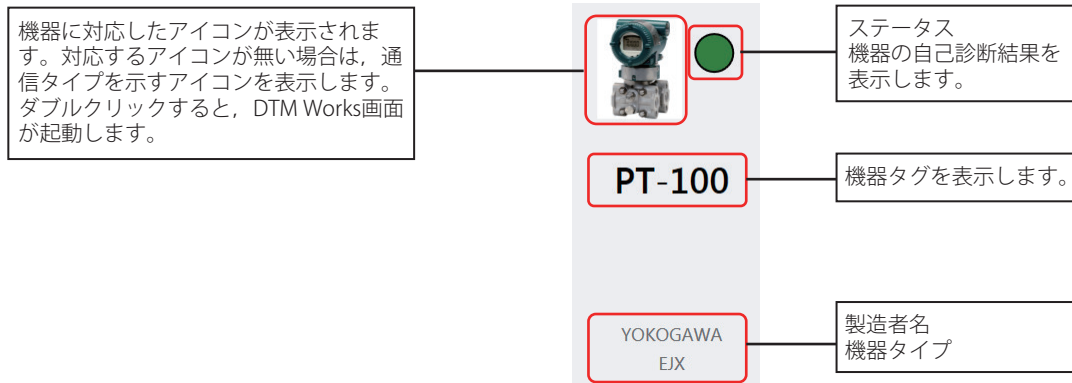 機器に対応したアイコンが表示されま
す。対応するアイコンが無い場合は，通
信タイプを示すアイコンを表示します。
ダブルクリックすると，DTM Works画面
が起動します。
ステータス
機器の自己診断結果を
表示します。
PT-100
機器タグを表示します。
YOKOGAWA
EJX
製造者名
機器タイプ